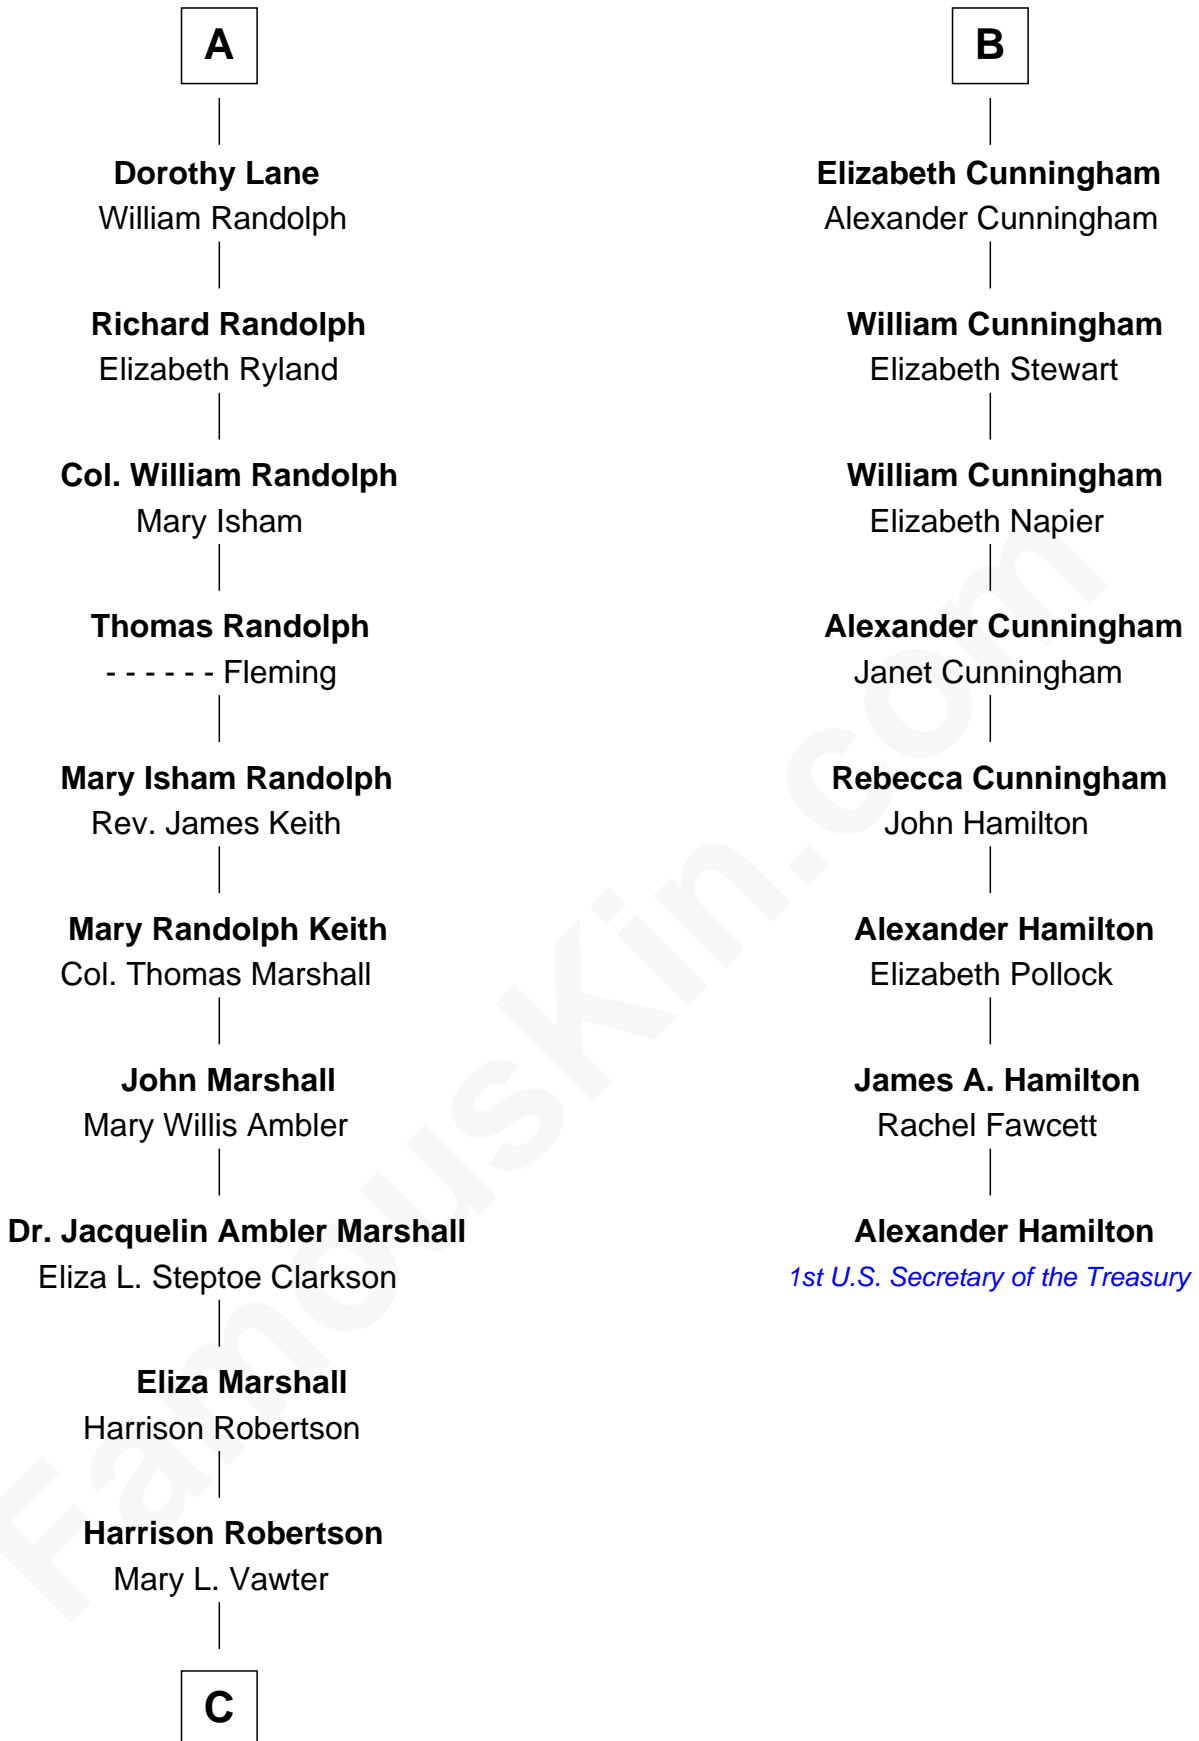 A
Dorothy Lane
William Randolph
Richard Randolph
Elizabeth Ryland
Col. William Randolph
Mary Isham
Thomas Randolph
- - - - - - Fleming
Mary Isham Randolph
Rev. James Keith
Mary Randolph Keith
Col. Thomas Marshall
John Marshall
Mary Willis Ambler
Dr. Jacquelin Ambler Marshall
Eliza L. Steptoe Clarkson
Eliza Marshall
Harrison Robertson
Harrison Robertson
Mary L. Vawter
C
B
Elizabeth Cunningham
Alexander Cunningham
William Cunningham
Elizabeth Stewart
William Cunningham
Elizabeth Napier
Alexander Cunningham
Janet Cunningham
Rebecca Cunningham
John Hamilton
Alexander Hamilton
Elizabeth Pollock
James A. Hamilton
Rachel Fawcett
Alexander Hamilton
1st U.S. Secretary of the Treasury
FamousKin.com